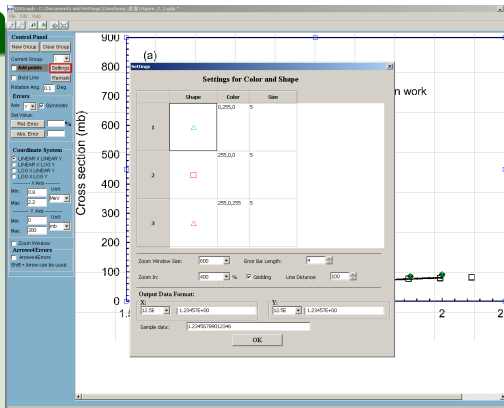 File Edit Help
Control Panel
New Group Clear Group
Current Group: 1
Add points Settings
Bold Line Remark
Rotation Ang. 0.1 Deg.
Errors
Axis Y Symmetry
Set Value:
Rel. Error %
Abs. Error
Coordinate System
LINEAR X LINEAR Y
LINEAR X LOG Y
LOG X LINEAR Y
LOG X LOG Y
X Axis
Min: 0.8 Unit:
Max: 2.2 MeV
Y Axis
Min: 0 Unit:
Max: 300 mb
Zoom Window
Arrows4Errors
Arrows4Errors
Shift + Arrow can be used
Cross section (mb)
900
800
700
600
500
400
300
200
100
0
(a)
n work
2
Settings
Settings for Color and Shape
Shape Color Size
1 0,255,0 5
2 255,0,0 5
3 255,0,255 5
Zoom Window Size: 600 Error Bar Length: 4
Zoom In: 400 % Gridding Line Distance: 100
Output Data Format:
X: Y:
12.5E 1.23457E+00 12.5E 1.23457E+00
Sample data: 1.23456789012346
OK